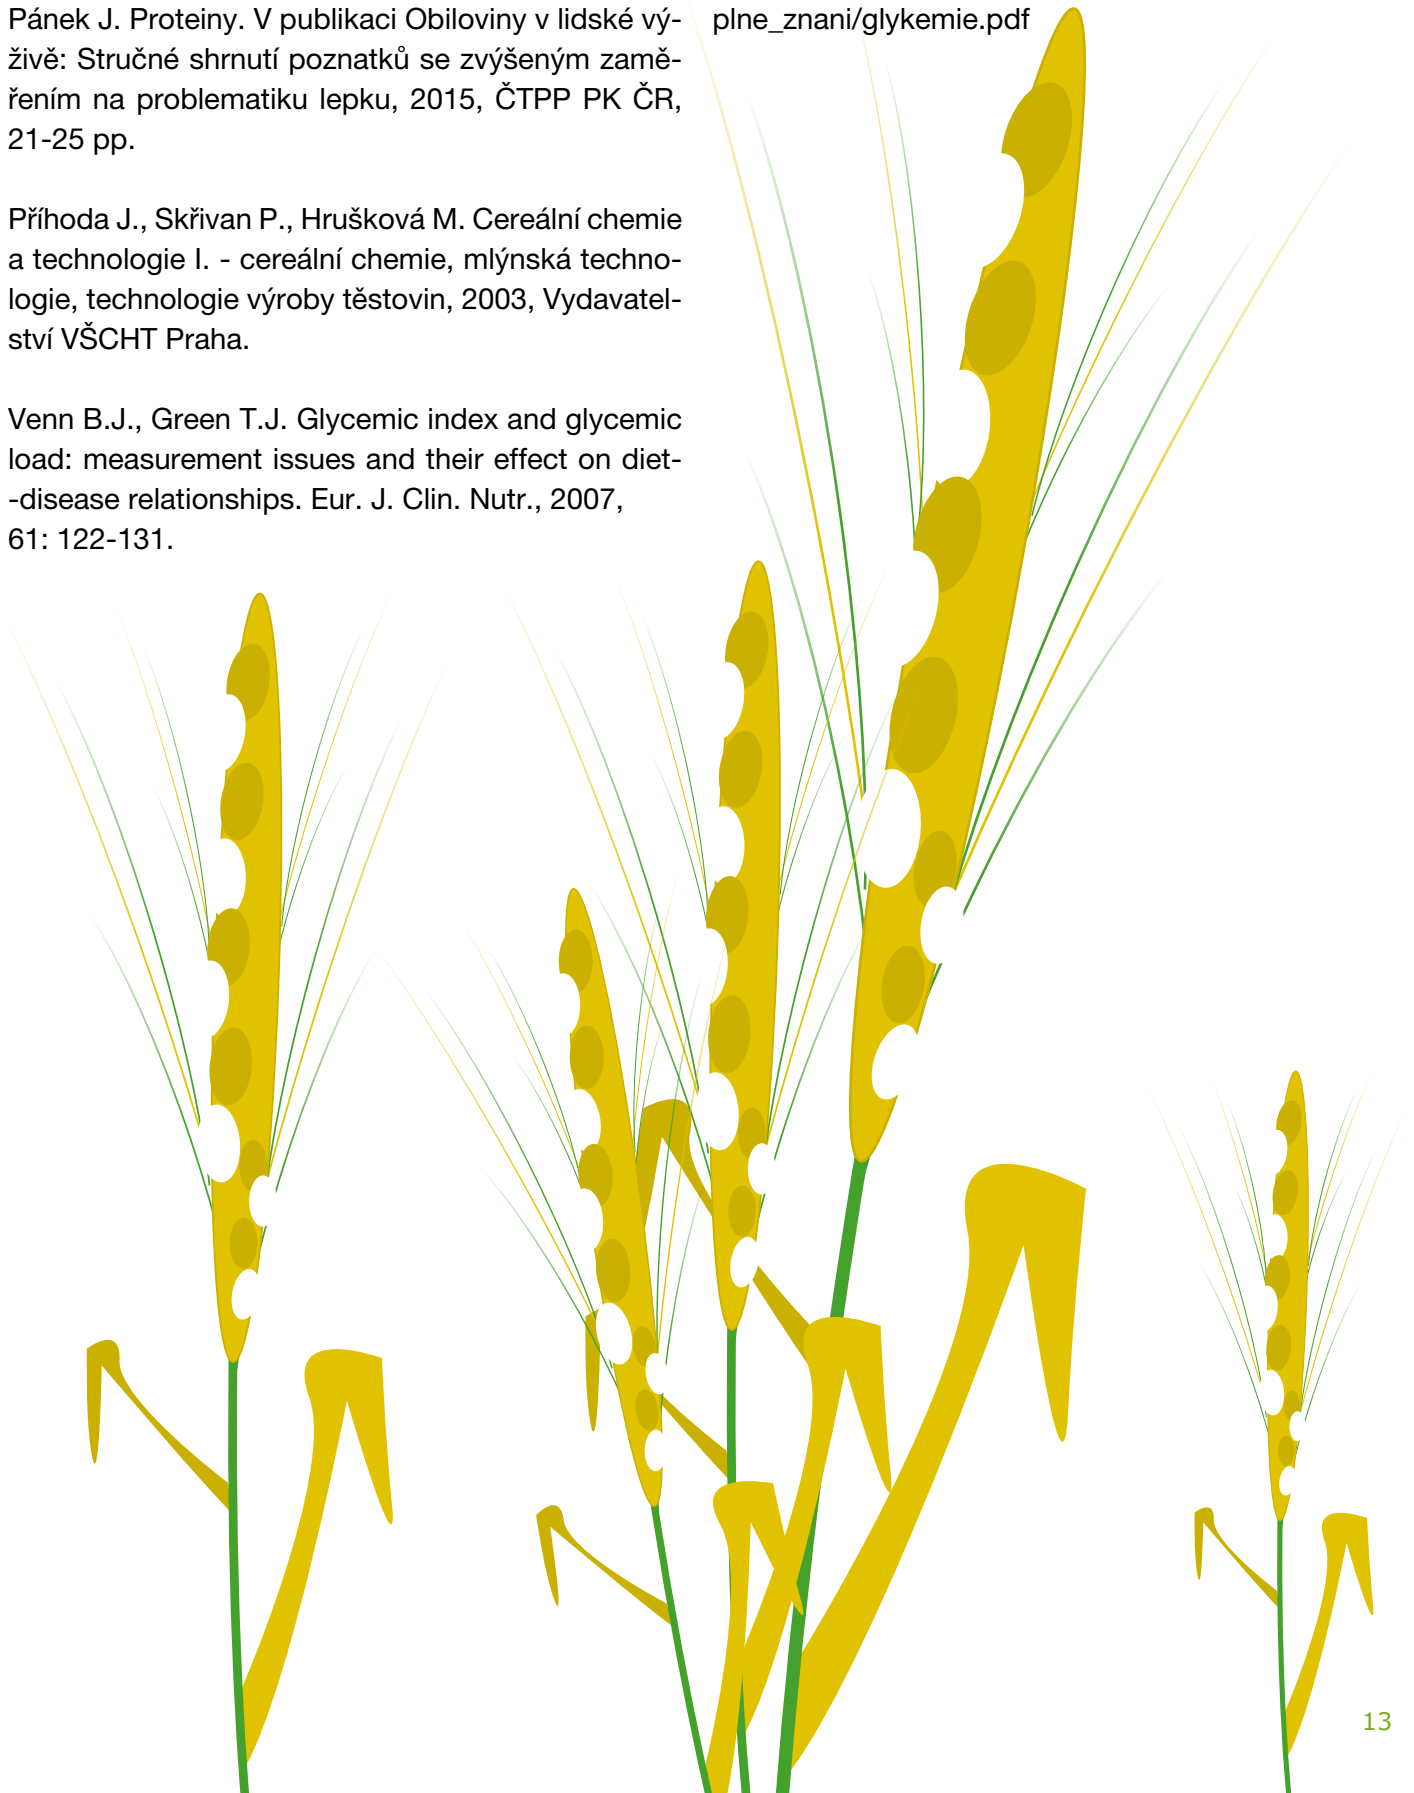 Pánek J. Proteiny. V publikaci Obiloviny v lidské vý-
živě: Stručné shrnutí poznatků se zvýšeným zamě-
řením na problematiku lepku, 2015, ČTPP PK ČR,
21-25 pp.
Příhoda J., Skřivan P., Hrušková M. Cereální chemie
a technologie I. - cereální chemie, mlýnská techno-
logie, technologie výroby těstovin, 2003, Vydavatel-
ství VŠCHT Praha.
Venn B.J., Green T.J. Glycemic index and glycemic
load: measurement issues and their effect on diet-
-disease relationships. Eur. J. Clin. Nutr., 2007,
61: 122-131.
plne_znani/glykemie.pdf
13